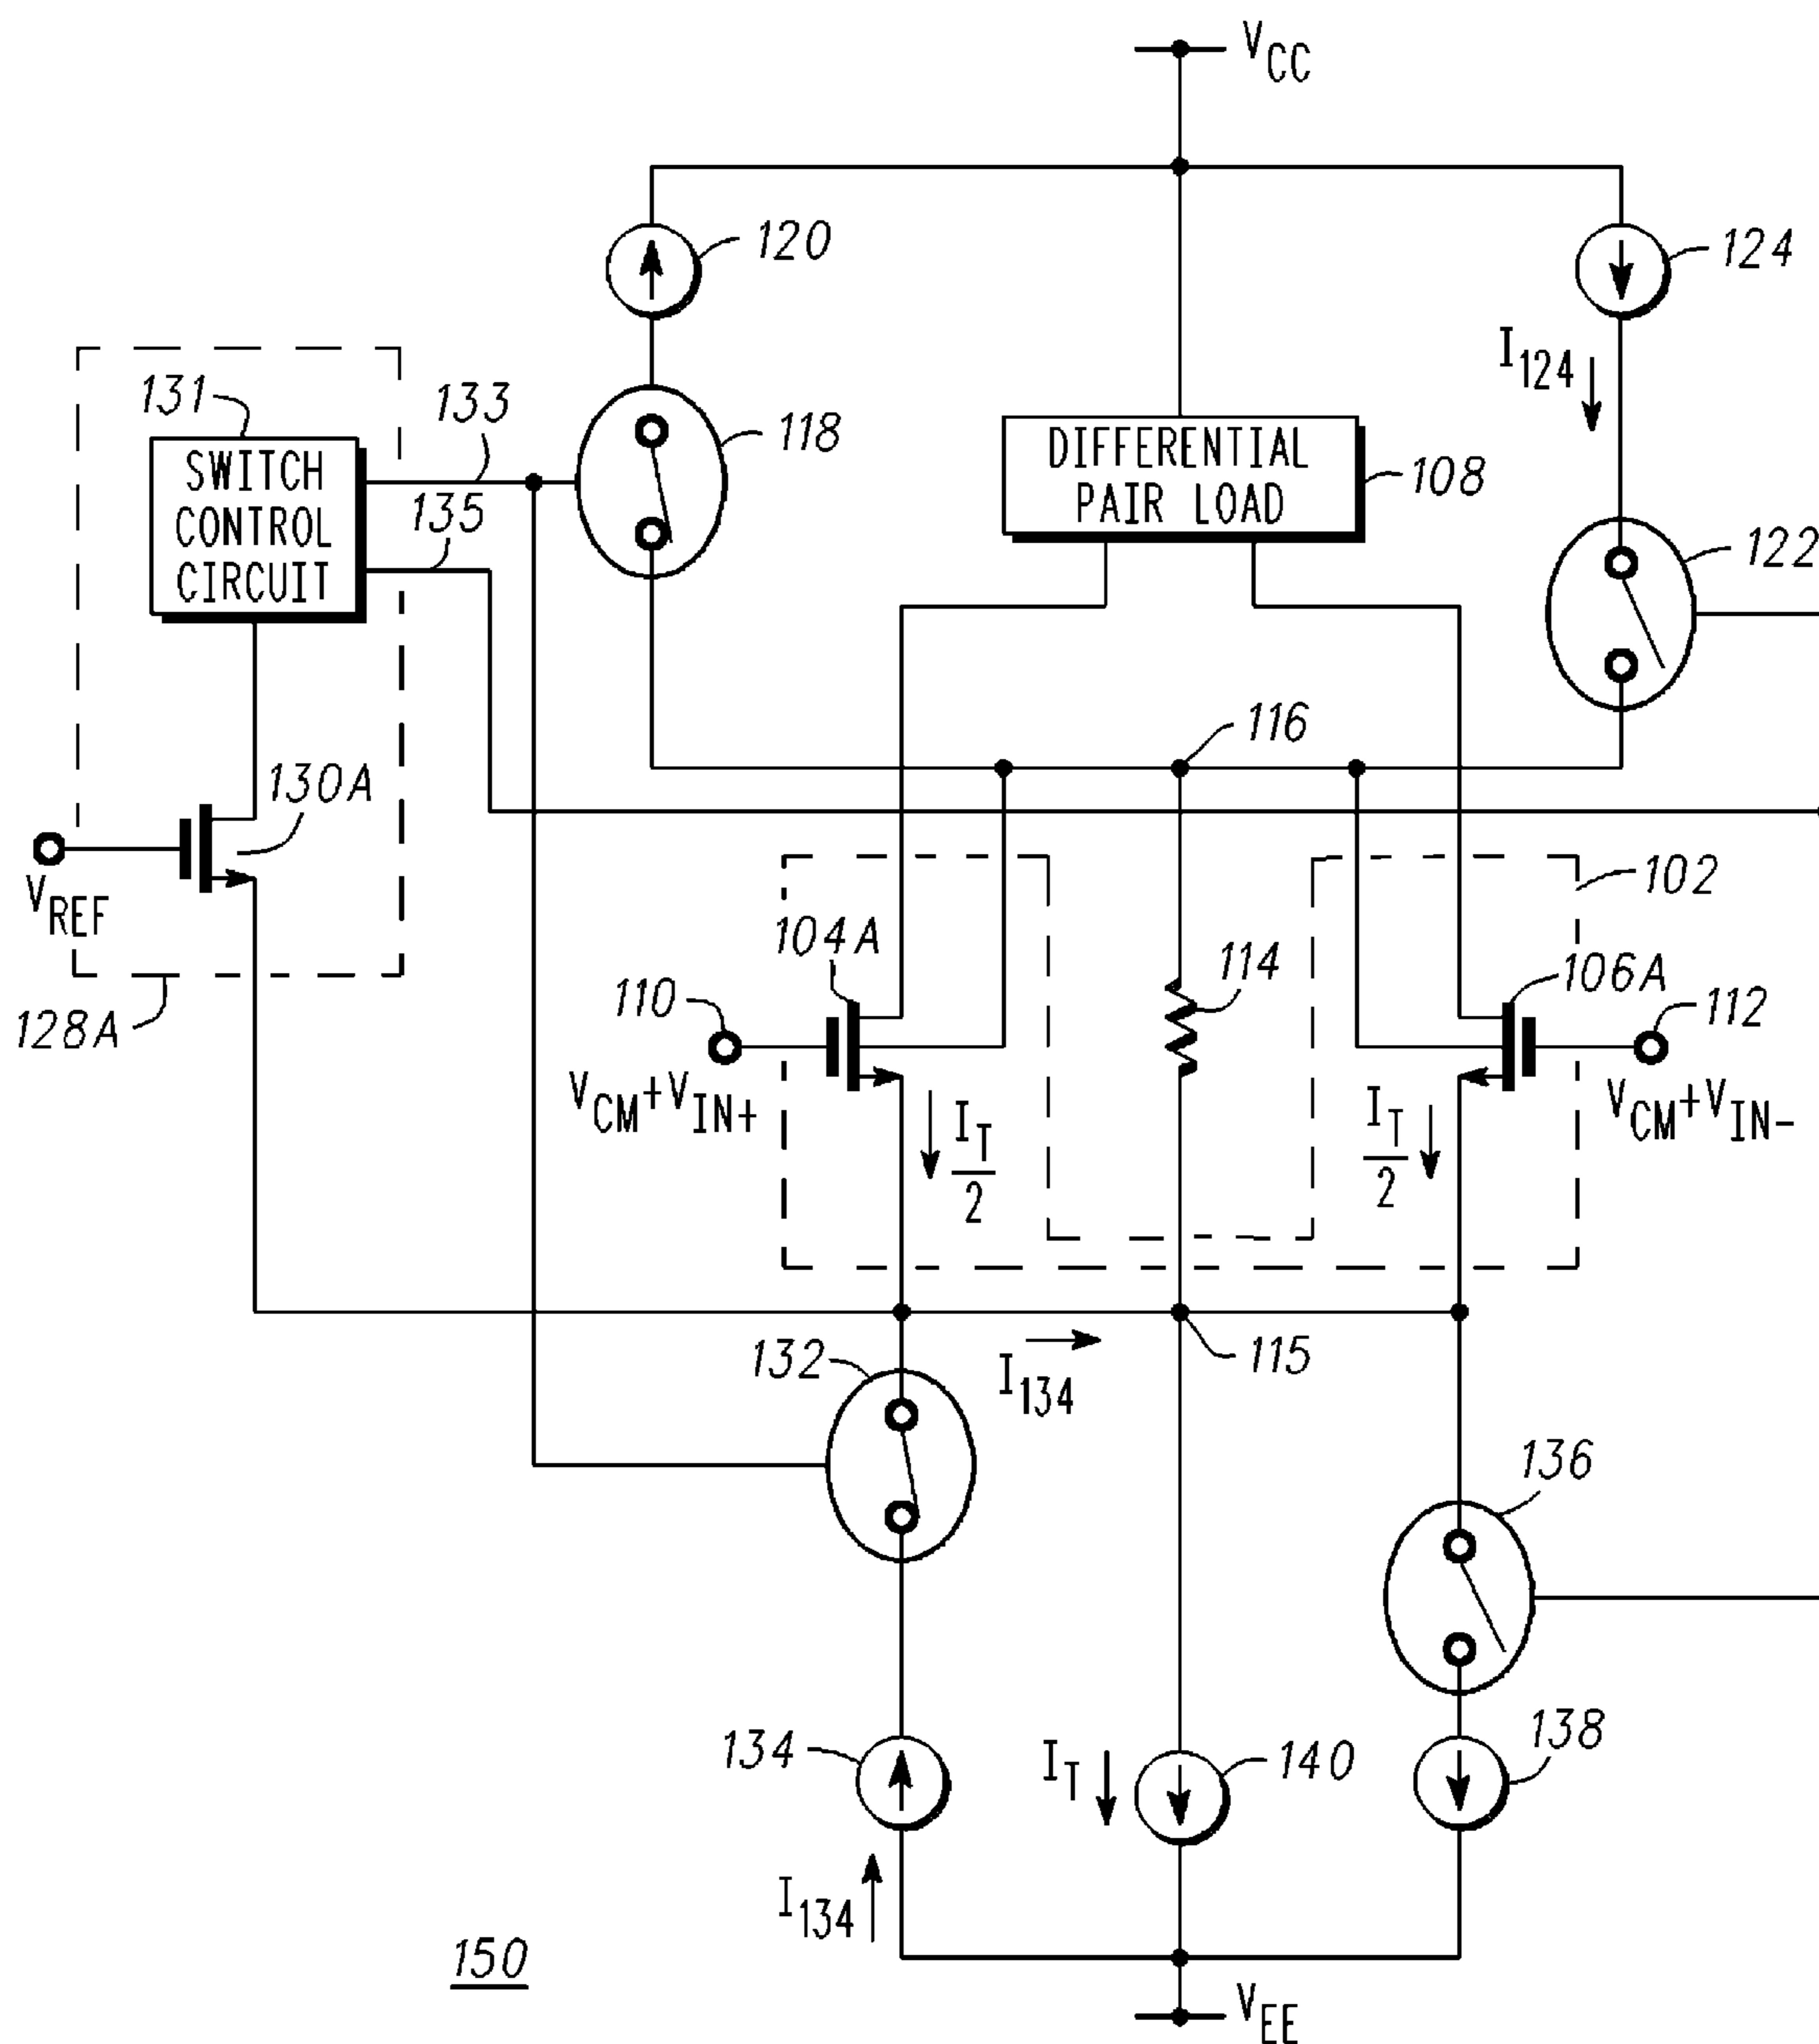 VCC
120
124
I124
131
133
118
SWITCH
CONTROL
CIRCUIT
135
DIFFERENTIAL
PAIR LOAD
108
122
116
130A
VREF
102
104A
114
106A
110
112
128A
VCM+VIN+
VCM+VIN-
IT
2
IT
2
132
I134
115
136
134
IT
140
138
I134
150
VEE